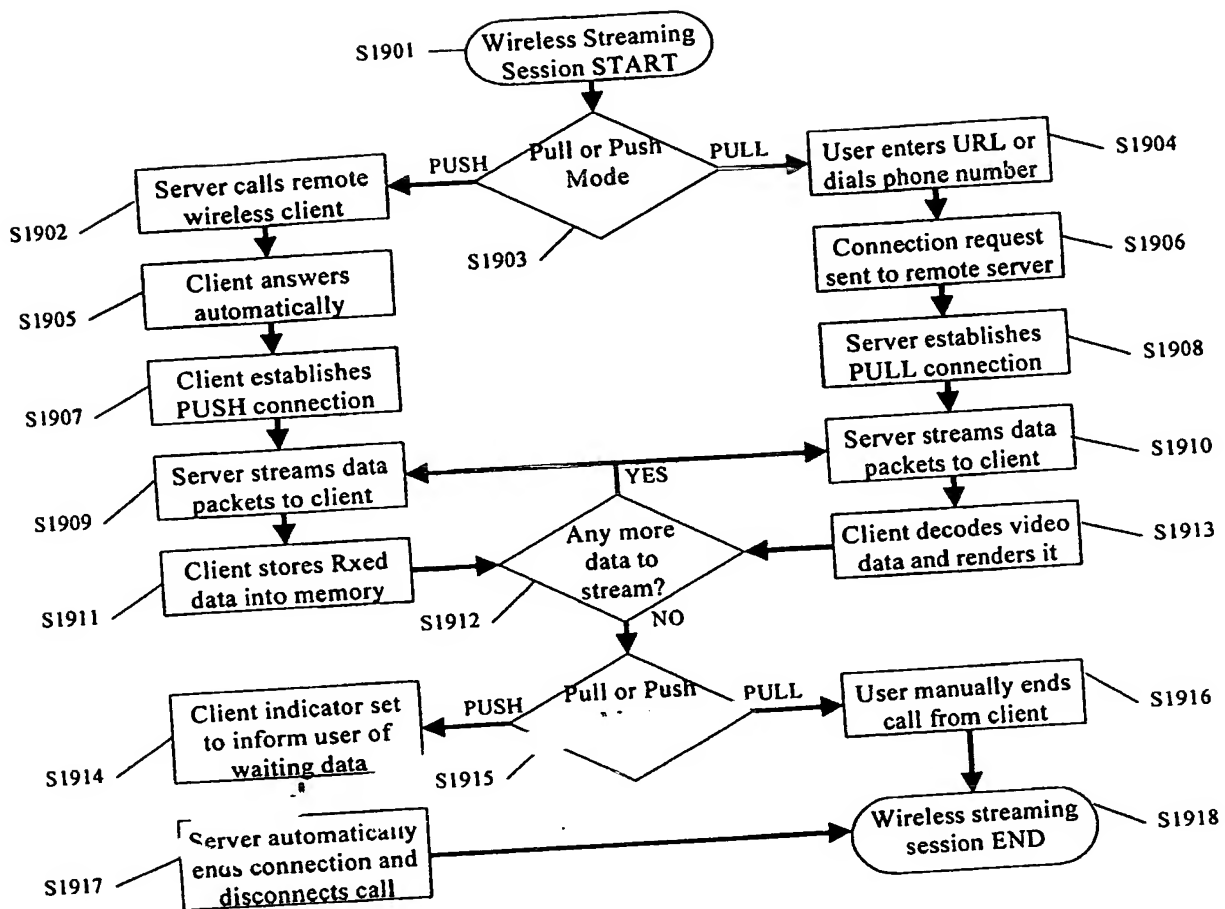 S1901
Wireless Streaming
Session START
PUSH
Pull or Push
Mode
PULL
User enters URL or
dials phone number
S1904
Server calls remote
wireless client
S1902
S1903
Connection request
sent to remote server
S1906
Client answers
automatically
S1905
Server establishes
PULL connection
S1908
Client establishes
PUSH connection
S1907
Server streams data
packets to client
S1909
YES
Server streams data
packets to client
S1910
Client stores Rxed
data into memory
S1911
Any more
data to
stream?
S1912
Client decodes video
data and renders it
S1913
NO
Client indicator set
to inform user of
waiting data
S1914
PUSH
Pull or Push
S1915
PULL
User manually ends
call from client
S1916
Server automatically
ends connection and
disconnects call
S1917
Wireless streaming
session END
S1918